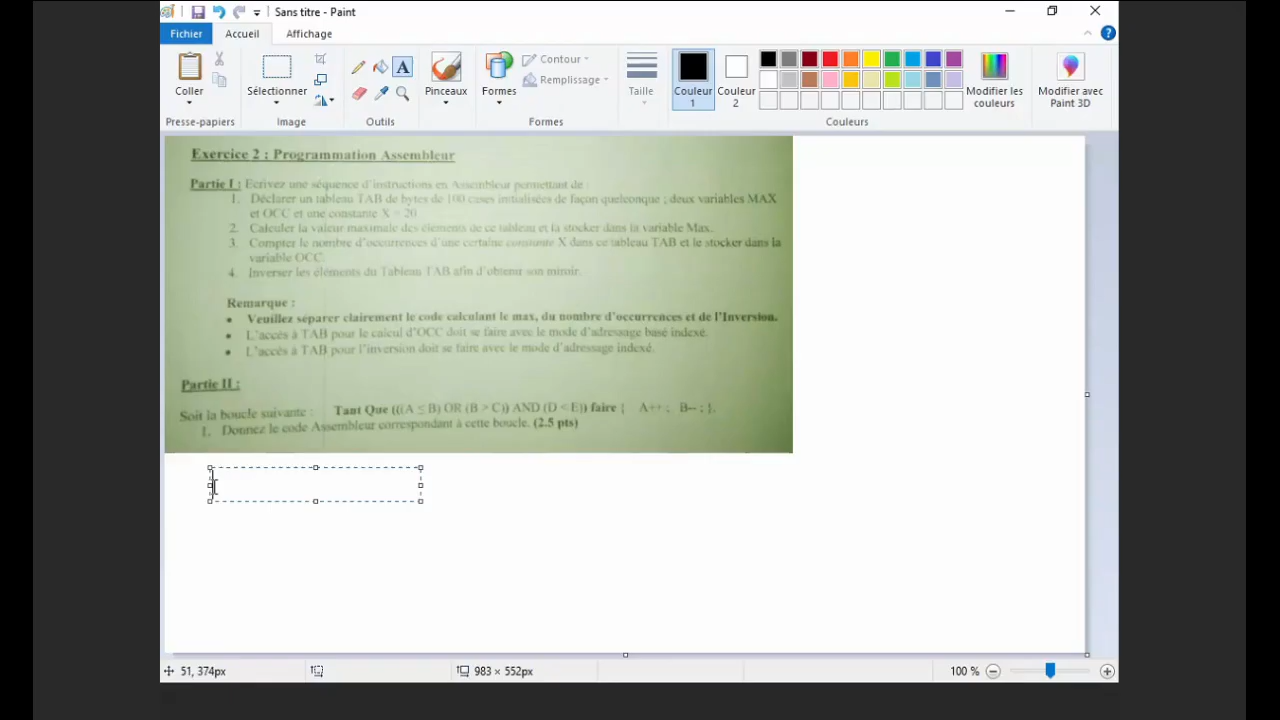 Sans titre - Paint
Fichier Accueil Affichage
Coller
Sélectionner
Pinceaux
Formes
Contour
Remplissage
Taille
Couleur 1
Couleur 2
Modifier les couleurs
Modifier avec Paint 3D
Presse-papiers Image Outils Formes Couleurs
Exercice 2 : Programmation Assembleur
Partie I : Ecrivez une séquence d'instructions en Assembleur permettant de :
1. Déclarer un tableau TAB de bytes de 100 cases initialisées de façon quelconque ; deux variables MAX
et OCC et une constante X = 20
2. Calculer la valeur maximale des éléments de ce tableau et la stocker dans la variable Max.
3. Compter le nombre d'occurrences d'une certaine constante X dans ce tableau TAB et le stocker dans la
variable OCC.
4. Inverser les éléments du Tableau TAB afin d'obtenir son miroir.
Remarque :
• Veuillez séparer clairement le code calculant le max, du nombre d'occurrences et de l'Inversion.
• L'accès à TAB pour le calcul d'OCC doit se faire avec le mode d'adressage basé indexé.
• L'accès à TAB pour l'inversion doit se faire avec le mode d'adressage indexé.
Partie II :
Soit la boucle suivante : Tant Que (((A ≤ B) OR (B > C)) AND (D < E)) faire { A++ ; B-- ; }.
1. Donnez le code Assembleur correspondant à cette boucle. (2.5 pts)
51, 374px 983 × 552px 100 %